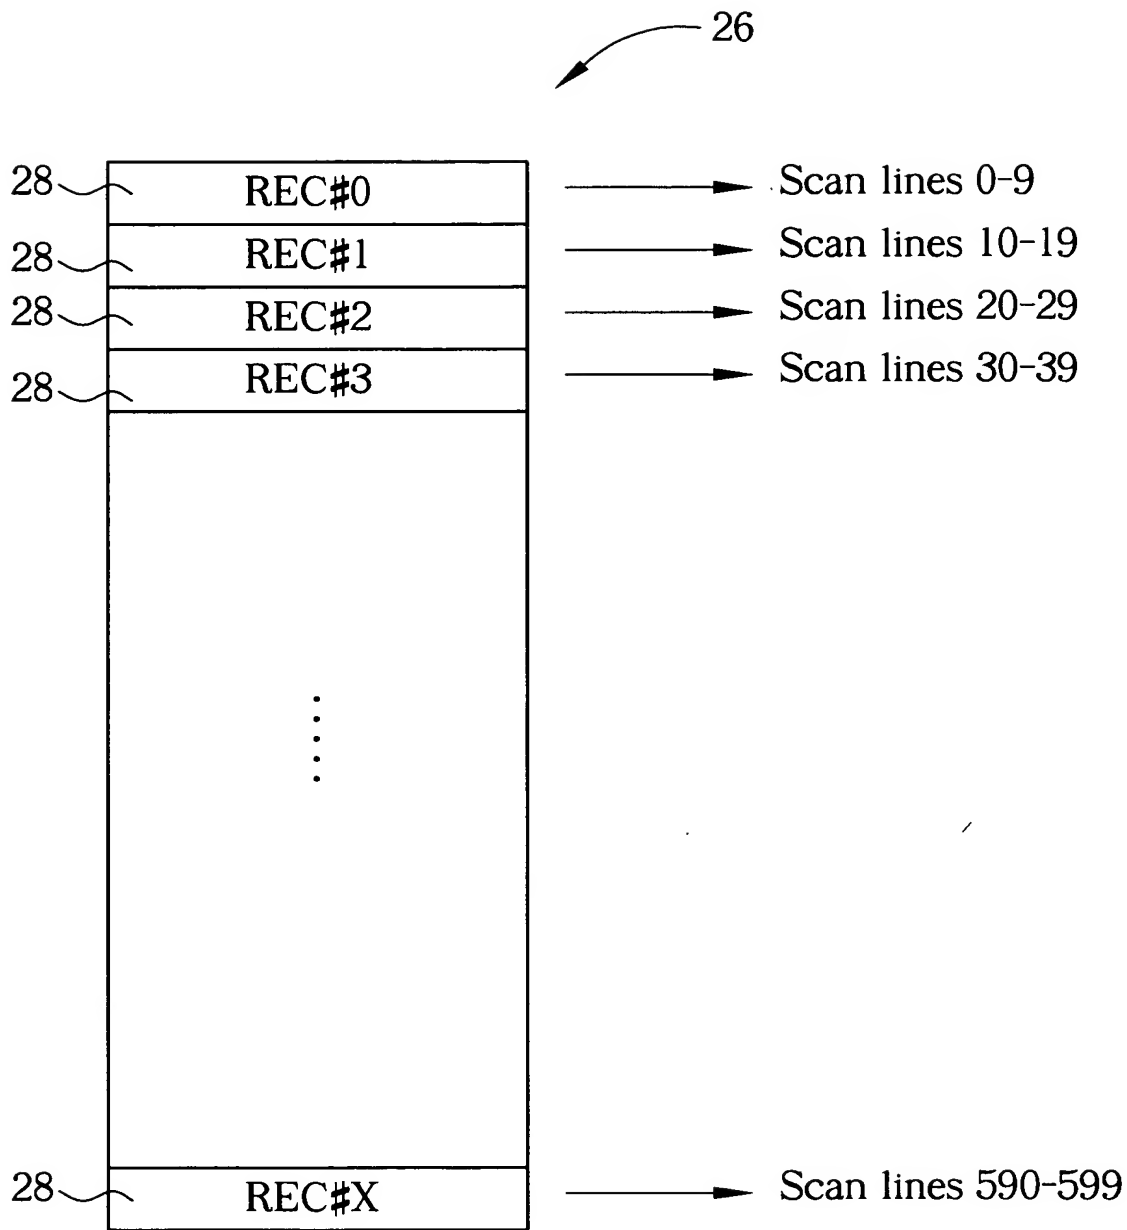 26
28 REC#0 Scan lines 0-9
28 REC#1 Scan lines 10-19
28 REC#2 Scan lines 20-29
28 REC#3 Scan lines 30-39
28 REC#X Scan lines 590-599